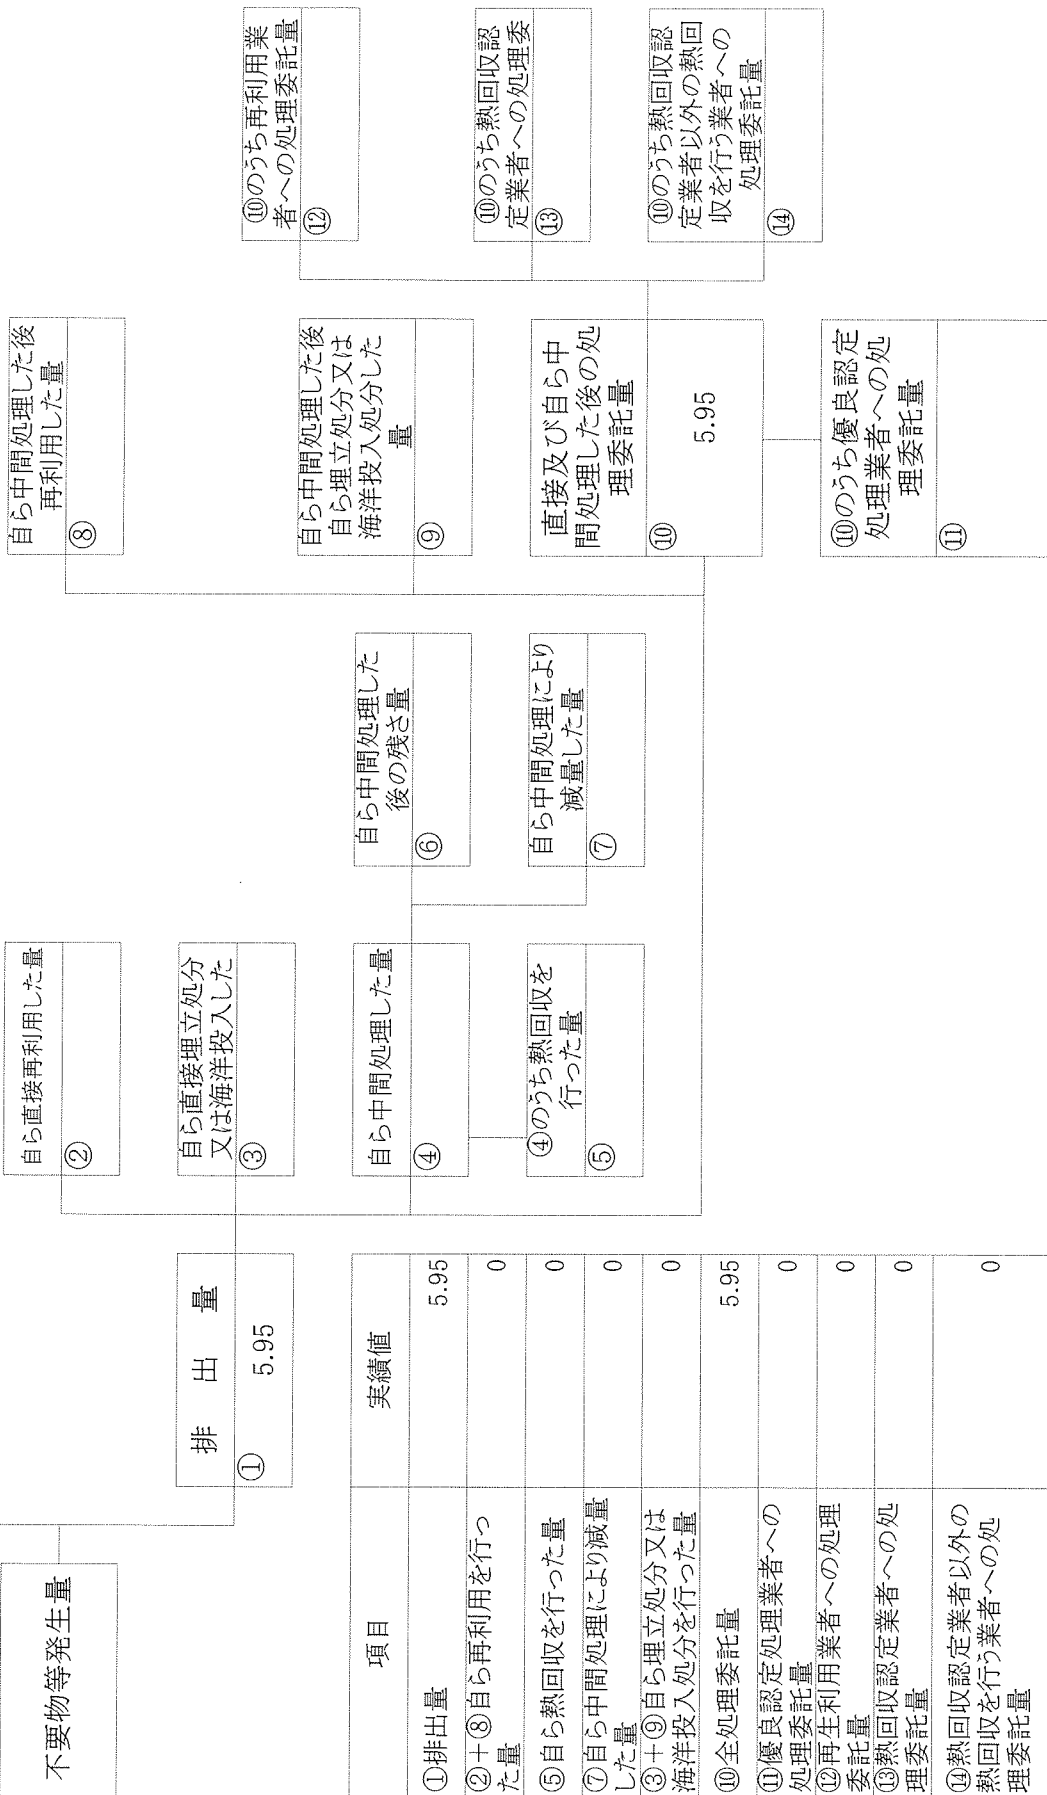 不要物等発生量
排 出 量
①
5.95
自ら直接再利用した量
②
自ら直接埋立処分
又は海洋投入した
③
自ら中間処理した量
④
④のうち熱回収を
行った量
⑤
自ら中間処理した
後の残さ量
⑥
自ら中間処理により
減量した量
⑦
自ら中間処理した後
再利用した量
⑧
自ら中間処理した後
自ら埋立処分又は
海洋投入処分した
量
⑨
直接及び自ら中
間処理した後の処
理委託量
⑩
5.95
⑩のうち優良認定
処理業者への処
理委託量
⑪
⑩のうち再利用業
者への処理委託量
⑫
⑩のうち熱回収認
定業者への処理委
⑬
⑩のうち熱回収認
定業者以外の熱回
収を行う業者への
処理委託量
⑭
項目 実績値
①排出量 5.95
②+⑧自ら再利用を行っ
た量 0
⑤自ら熱回収を行った量 0
⑦自ら中間処理により減量
した量 0
③+⑨自ら埋立処分又は
海洋投入処分を行った量 0
⑩全処理委託量 5.95
⑪優良認定処理業者への
処理委託量 0
⑫再生利用業者への処理
委託量 0
⑬熱回収認定業者への処
理委託量 0
⑭熱回収認定業者以外の
熱回収を行う業者への処
理委託量 0